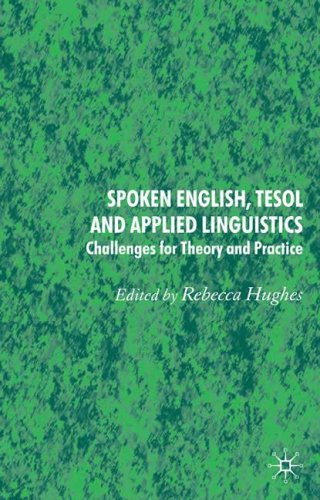 SPOKEN ENGLISH, TESOL
AND APPLIED LINGUISTICS
Challenges for Theory and Practice
Edited by Rebecca Hughes